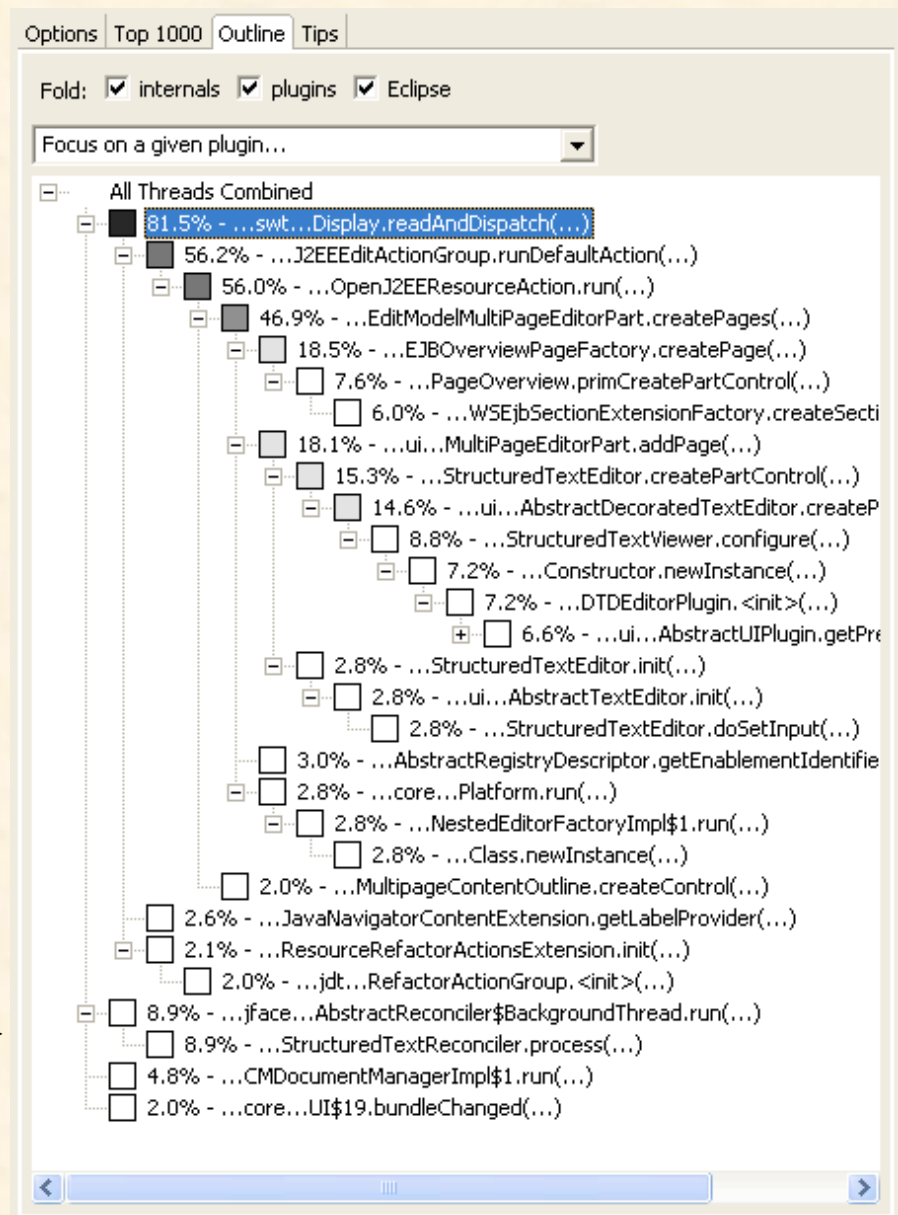 Options Top 1000 Outline Tips
Fold: internals plugins Eclipse
Focus on a given plugin...
All Threads Combined
81.5% - ...swt...Display.readAndDispatch(...)
56.2% - ...J2EEEditActionGroup.runDefaultAction(...)
56.0% - ...OpenJ2EEResourceAction.run(...)
46.9% - ...EditModelMultiPageEditorPart.createPages(...)
18.5% - ...EJBOverviewPageFactory.createPage(...)
7.6% - ...PageOverview.primCreatePartControl(...)
6.0% - ...WSEjbSectionExtensionFactory.createSecti
18.1% - ...ui...MultiPageEditorPart.addPage(...)
15.3% - ...StructuredTextEditor.createPartControl(...)
14.6% - ...ui...AbstractDecoratedTextEditor.createP
8.8% - ...StructuredTextViewer.configure(...)
7.2% - ...Constructor.newInstance(...)
7.2% - ...DTDEditorPlugin.<init>(...)
6.6% - ...ui...AbstractUIPlugin.getPre
2.8% - ...StructuredTextEditor.init(...)
2.8% - ...ui...AbstractTextEditor.init(...)
2.8% - ...StructuredTextEditor.doSetInput(...)
3.0% - ...AbstractRegistryDescriptor.getEnablementIdentifie
2.8% - ...core...Platform.run(...)
2.8% - ...NestedEditorFactoryImpl$1.run(...)
2.8% - ...Class.newInstance(...)
2.0% - ...MultipageContentOutline.createControl(...)
2.6% - ...JavaNavigatorContentExtension.getLabelProvider(...)
2.1% - ...ResourceRefactorActionsExtension.init(...)
2.0% - ...jdt...RefactorActionGroup.<init>(...)
8.9% - ...jface...AbstractReconciler$BackgroundThread.run(...)
8.9% - ...StructuredTextReconciler.process(...)
4.8% - ...CMDocumentManagerImpl$1.run(...)
2.0% - ...core...UI$19.bundleChanged(...)